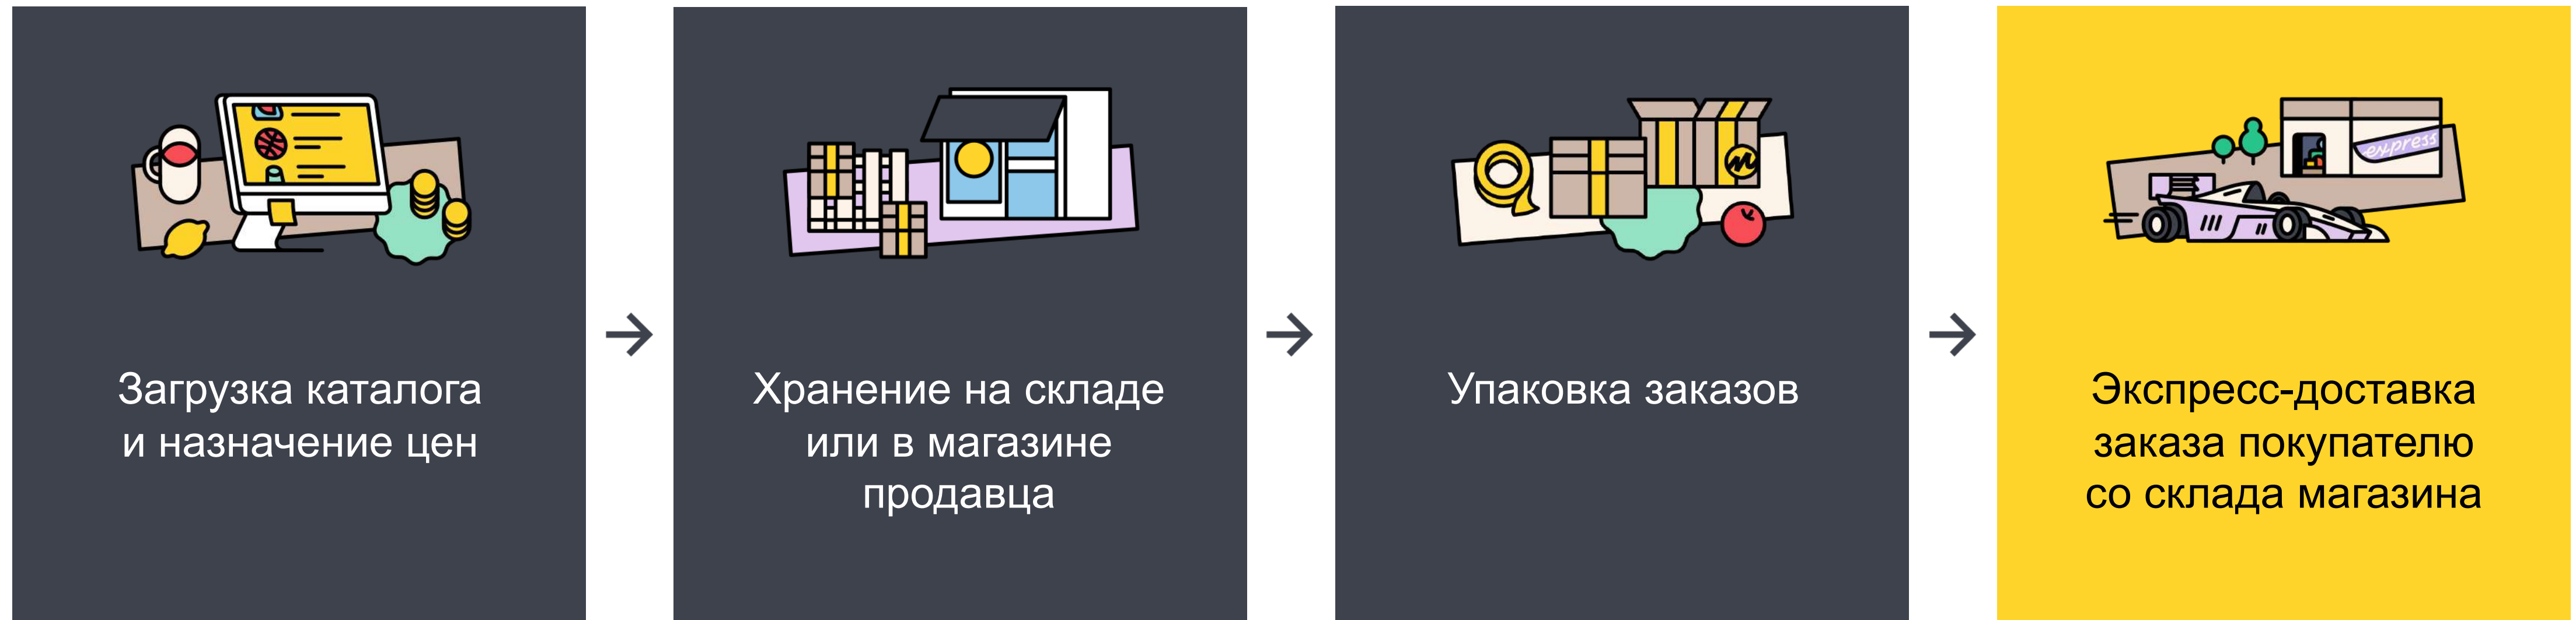 Загрузка каталога
и назначение цен
Хранение на складе
или в магазине
продавца
Упаковка заказов
express
Экспресс-доставка
заказа покупателю
со склада магазина